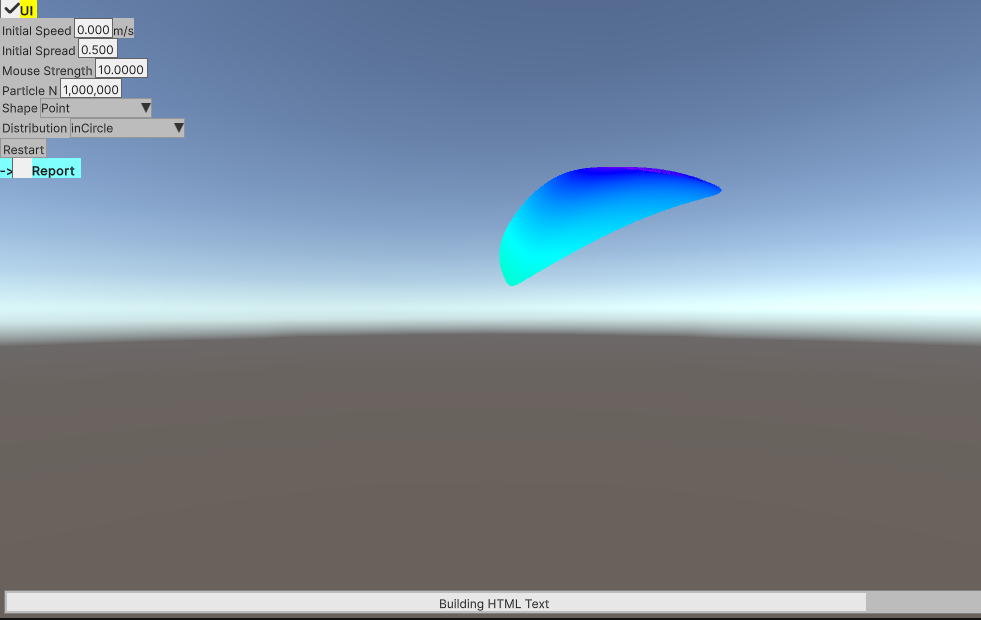 UI
Initial Speed 0.000 m/s
Initial Spread 0.500
Mouse Strength 10.0000
Particle N 1,000,000
Shape Point
Distribution inCircle
Restart
-> Report
Building HTML Text